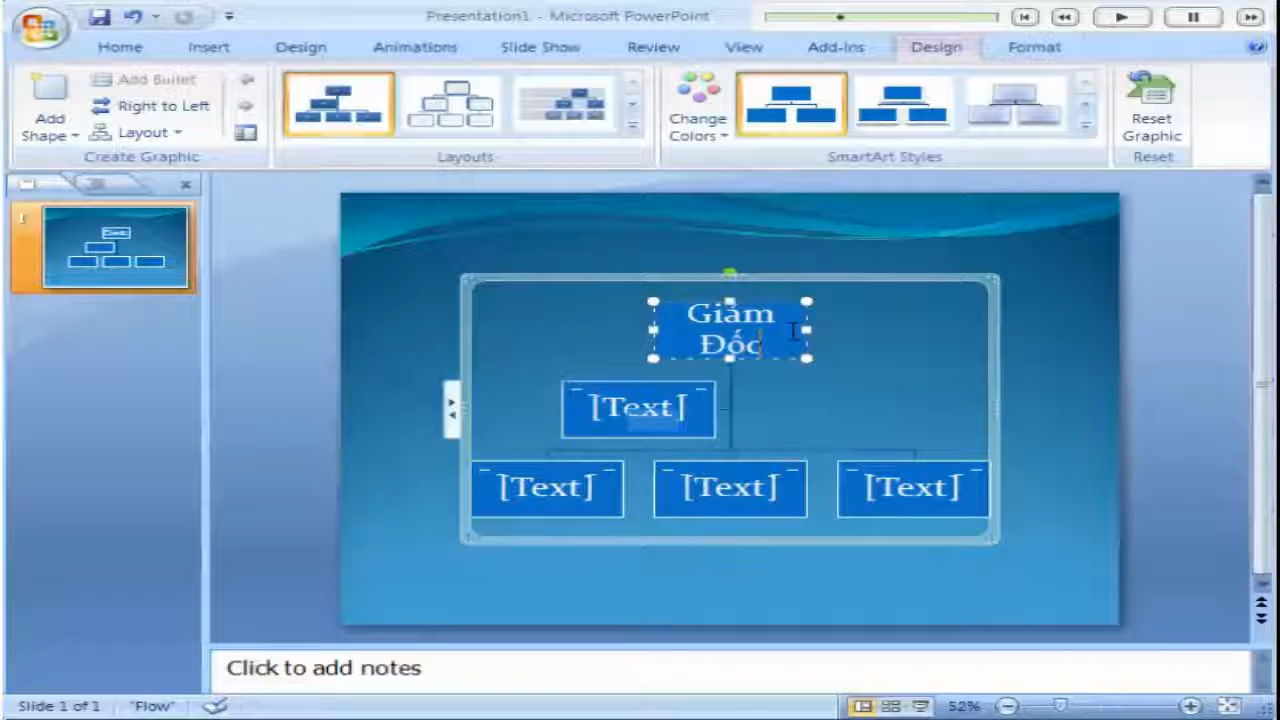 Presentation1 - Microsoft PowerPoint
Home Insert Design Animations Slide Show Review View Add-Ins Design Format
Add Bullet
Right to Left
Add Shape
Layout
Create Graphic
Layouts
Change Colors
SmartArt Styles
Reset Graphic
Reset
1
Giám
Đốc
[Text]
[Text] [Text] [Text]
Click to add notes
Slide 1 of 1 "Flow" 52%